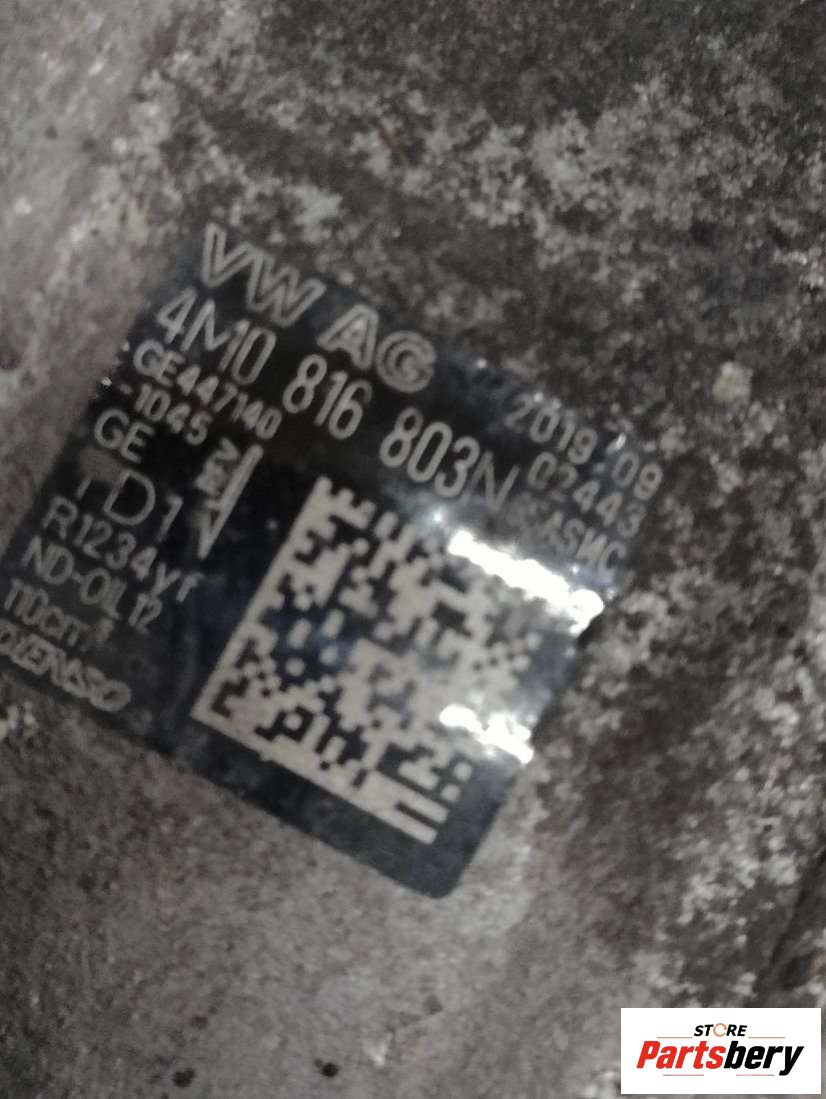 VW AG
4M0 816 803N
2019 09
02443
GE447140
-1045
GE
R1234yf
ND-OIL 12
110cm³
DENSO
STORE
Partsbery